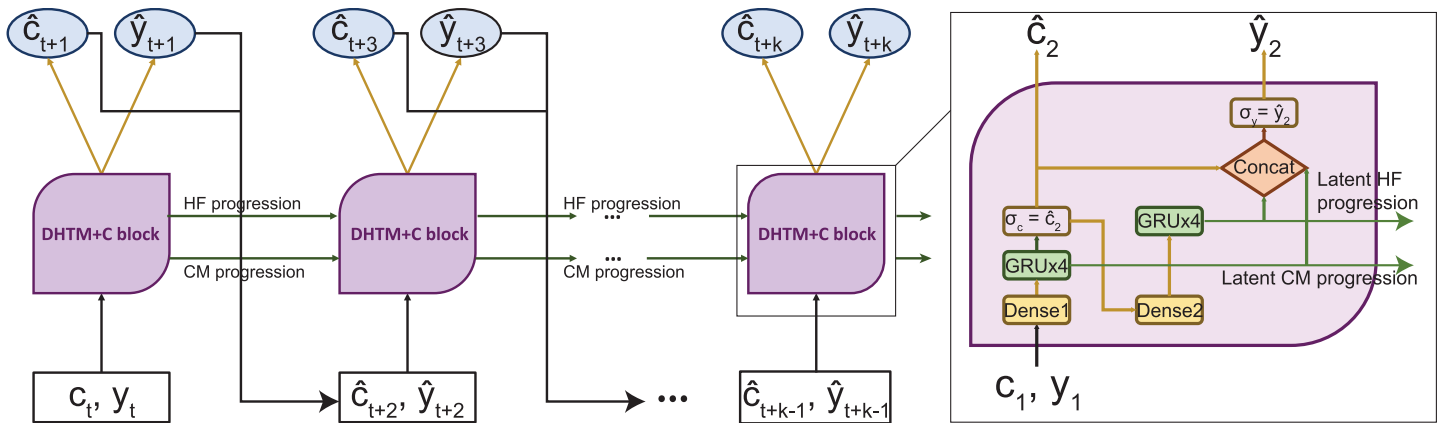 ĉₜ₊₁ ŷₜ₊₁ ĉₜ₊₃ ŷₜ₊₃ ĉₜ₊ₖ ŷₜ₊ₖ
HF progression HF progression
DHTM+C block DHTM+C block ... DHTM+C block
CM progression ... CM progression
cₜ, yₜ ĉₜ₊₂, ŷₜ₊₂ ... ĉₜ₊ₖ₋₁, ŷₜ₊ₖ₋₁
ĉ₂ ŷ₂
σᵧ = ŷ₂
Concat
Latent HF
progression
σ_c = ĉ₂ GRUx4
GRUx4
Latent CM progression
Dense1 Dense2
c₁, y₁